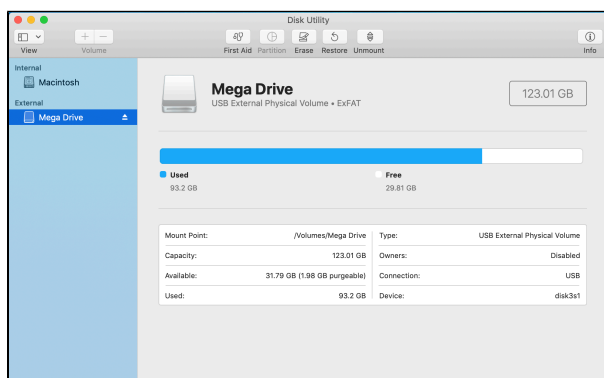 Disk Utility
View Volume First Aid Partition Erase Restore Unmount Info
Internal
Macintosh
External
Mega Drive
Mega Drive
USB External Physical Volume • ExFAT
123.01 GB
Used
93.2 GB
Free
29.81 GB
Mount Point: /Volumes/Mega Drive Type: USB External Physical Volume
Capacity: 123.01 GB Owners: Disabled
Available: 31.79 GB (1.98 GB purgeable) Connection: USB
Used: 93.2 GB Device: disk3s1